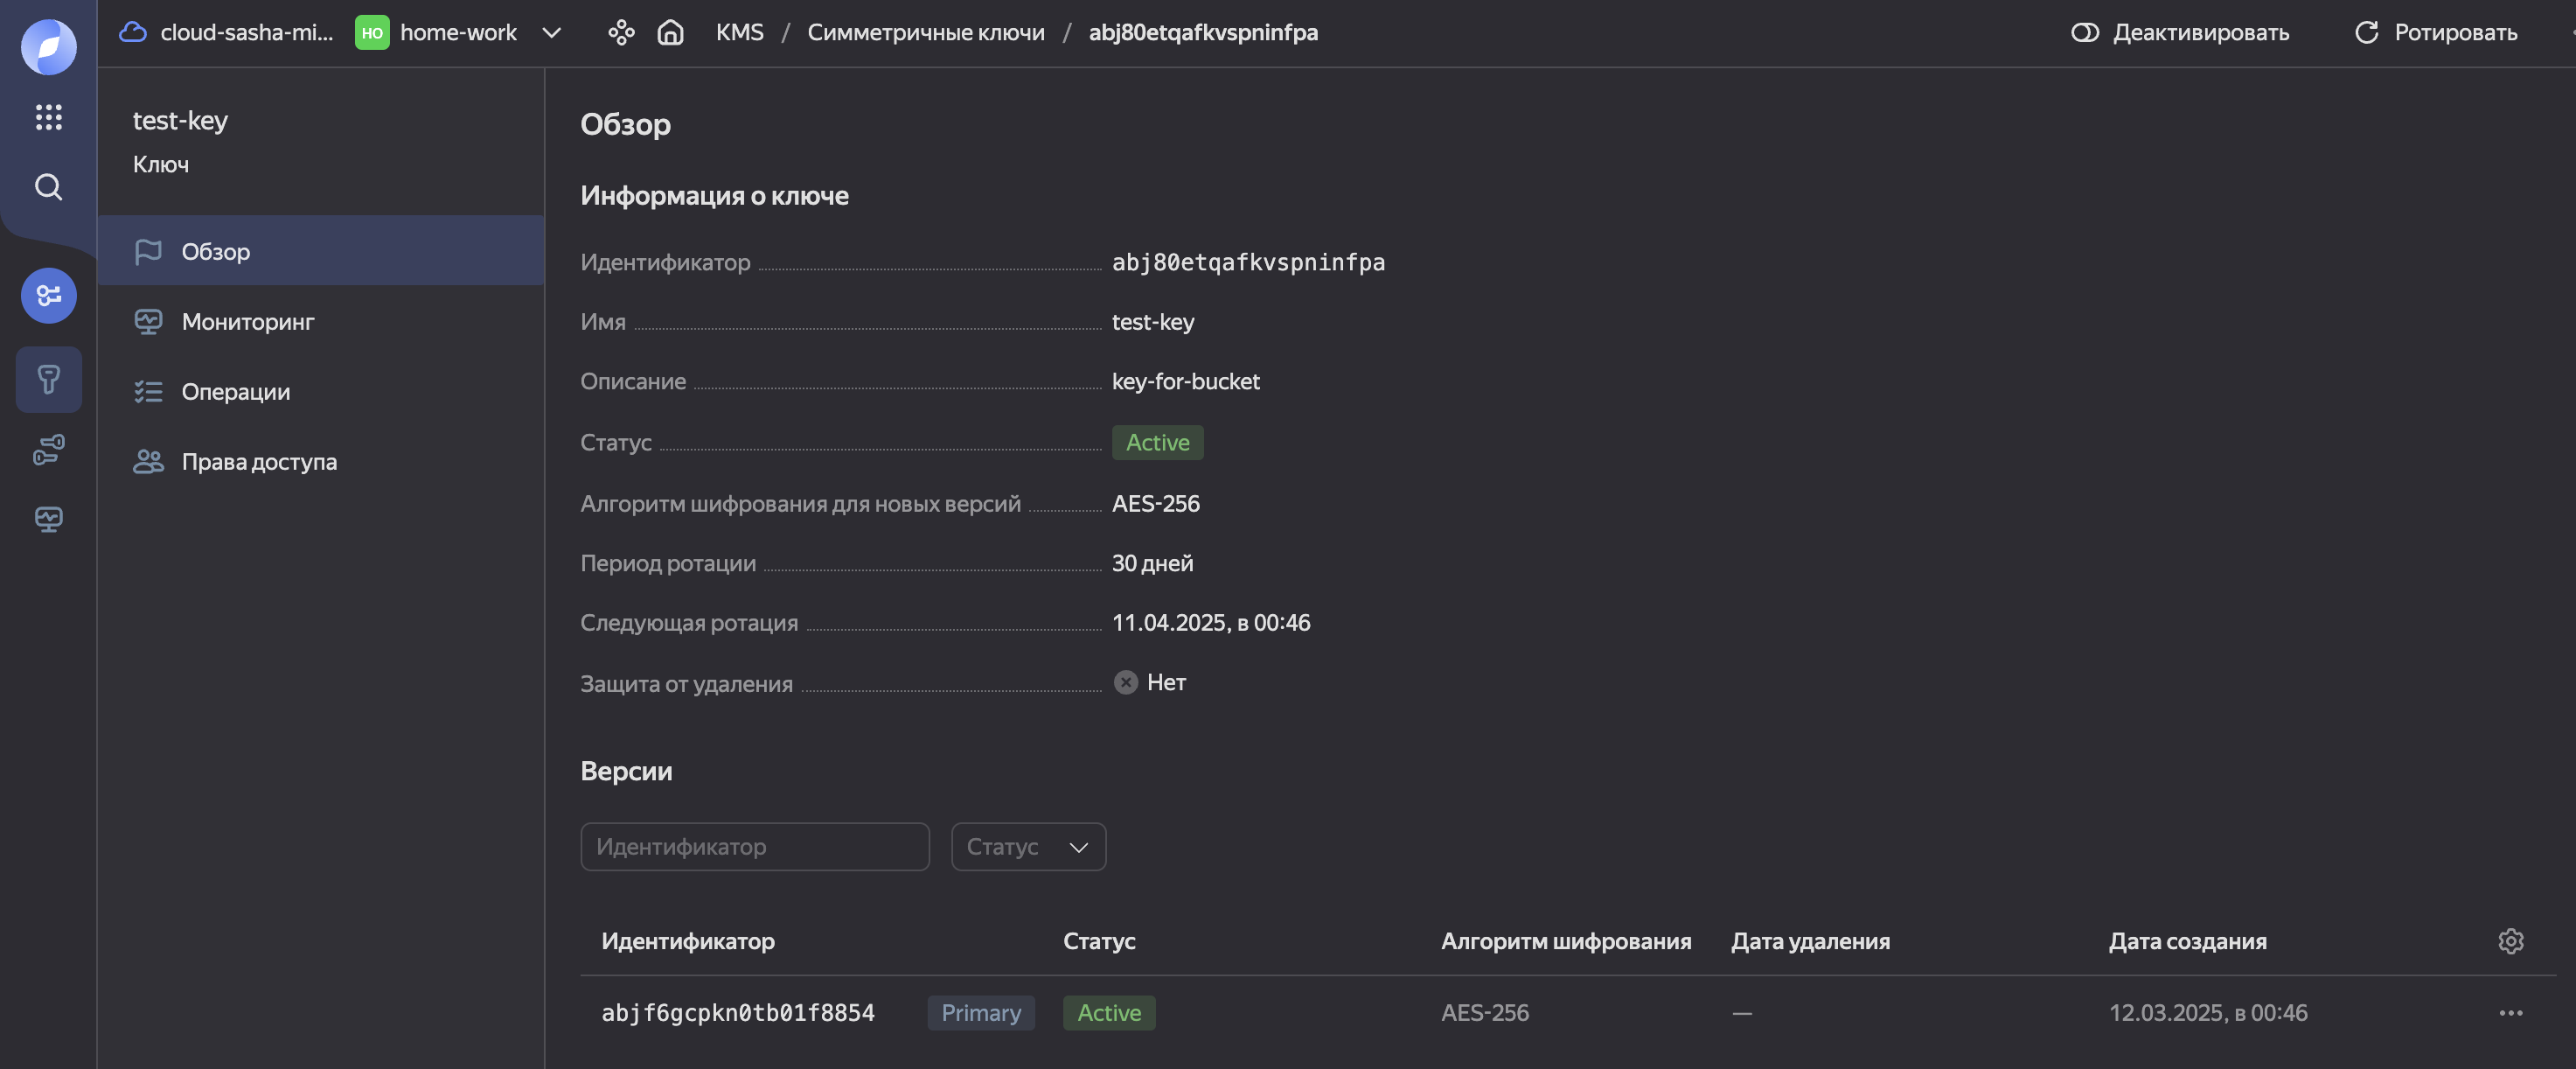 cloud-sasha-mi... HO home-work KMS / Симметричные ключи / abj80etqafkvspninfpa Деактивировать Ротировать
test-key
Ключ
Обзор
Мониторинг
Операции
Права доступа
Обзор
Информация о ключе
Идентификатор abj80etqafkvspninfpa
Имя test-key
Описание key-for-bucket
Статус Active
Алгоритм шифрования для новых версий AES-256
Период ротации 30 дней
Следующая ротация 11.04.2025, в 00:46
Защита от удаления Нет
Версии
Идентификатор Статус
Идентификатор Статус Алгоритм шифрования Дата удаления Дата создания
abjf6gcpkn0tb01f8854 Primary Active AES-256 — 12.03.2025, в 00:46